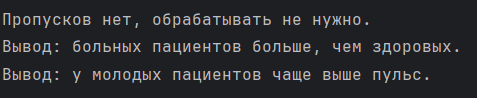 Пропусков нет, обрабатывать не нужно.
Вывод: больных пациентов больше, чем здоровых.
Вывод: у молодых пациентов чаще выше пульс.